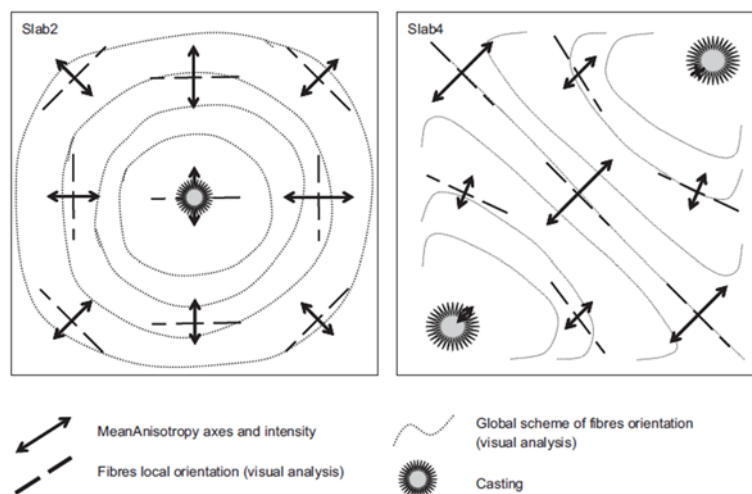 Slab2
Slab4
MeanAnisotropy axes and intensity
Fibres local orientation (visual analysis)
Global scheme of fibres orientation
(visual analysis)
Casting